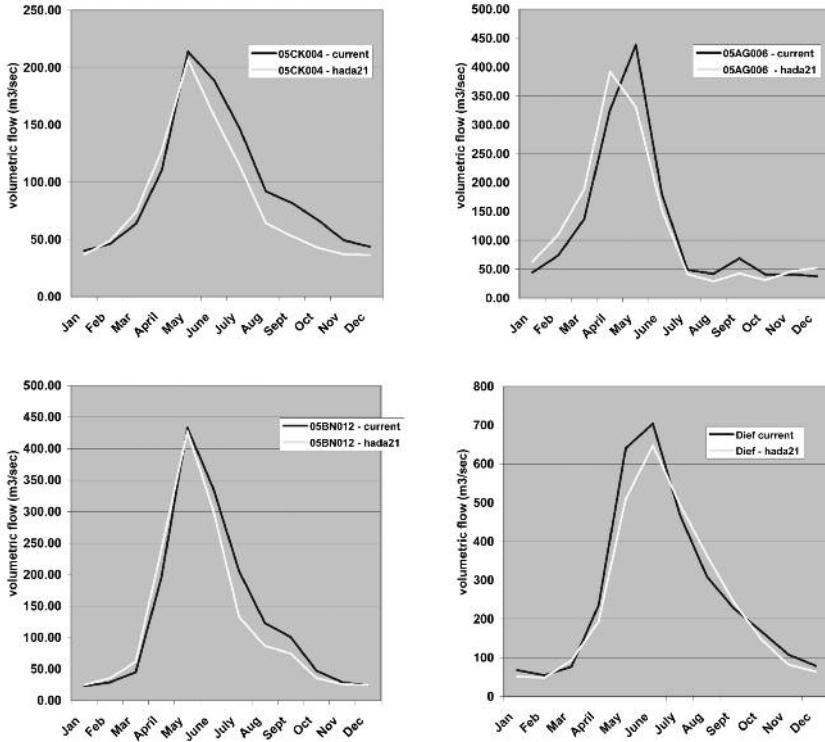 250.00
200.00
150.00
100.00
50.00
0.00
volumetric flow (m3/sec)
05CK004 - current
05CK004 - hada21
Jan Feb Mar April May June July Aug Sept Oct Nov Dec
500.00
450.00
400.00
350.00
300.00
250.00
200.00
150.00
100.00
50.00
0.00
volumetric flow (m3/sec)
05AG006 - current
05AG006 - hada21
Jan Feb Mar April May June July Aug Sept Oct Nov Dec
500.00
450.00
400.00
350.00
300.00
250.00
200.00
150.00
100.00
50.00
0.00
volumetric flow (m3/sec)
05BN012 - current
05BN012 - hada21
Jan Feb Mar April May June July Aug Sept Oct Nov Dec
800
700
600
500
400
300
200
100
0
volumetric flow (m3/sec)
Dief current
Dief - hada21
Jan Feb Mar April May June July Aug Sept Oct Nov Dec